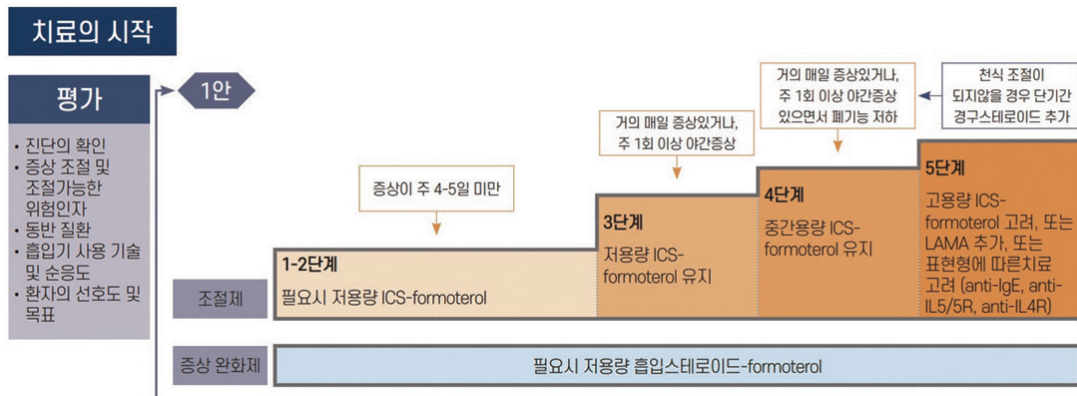 치료의 시작
평가
• 진단의 확인
• 증상 조절 및
조절가능한
위험인자
• 동반 질환
• 흡입기 사용 기술
및 순응도
• 환자의 선호도 및
목표
1안
증상이 주 4-5일 미만
거의 매일 증상있거나,
주 1회 이상 야간증상
거의 매일 증상있거나,
주 1회 이상 야간증상
있으면서 폐기능 저하
천식 조절이
되지않을 경우 단기간
경구스테로이드 추가
조절제
1-2단계
필요시 저용량 ICS-formoterol
3단계
저용량 ICS-
formoterol 유지
4단계
중간용량 ICS-
formoterol 유지
5단계
고용량 ICS-
formoterol 고려, 또는
LAMA 추가, 또는
표현형에 따른치료
고려 (anti-IgE, anti-
IL5/5R, anti-IL4R)
증상 완화제
필요시 저용량 흡입스테로이드-formoterol